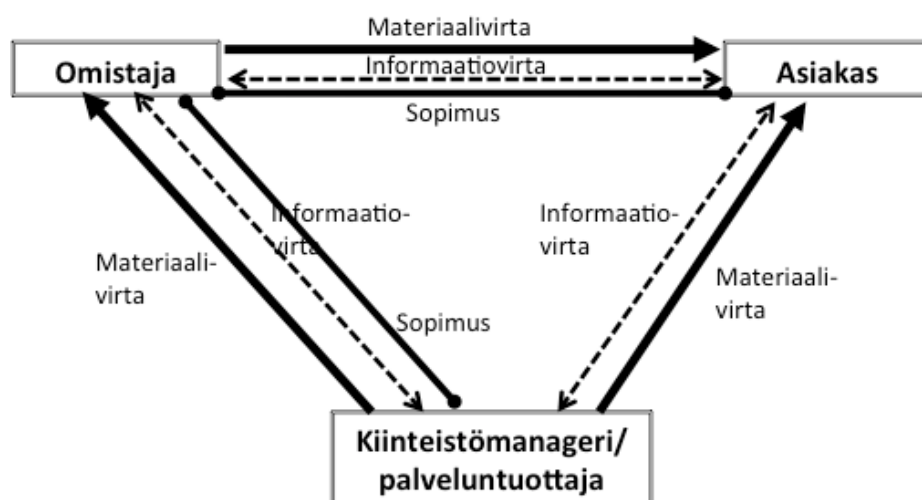 Materiaalivirta
Omistaja
Informaatiovirta
Asiakas
Sopimus
Informaatio-
virta
Informaatio-
virta
Materiaali-
virta
Materiaali-
virta
Sopimus
Kiinteistömanageri/
palveluntuottaja